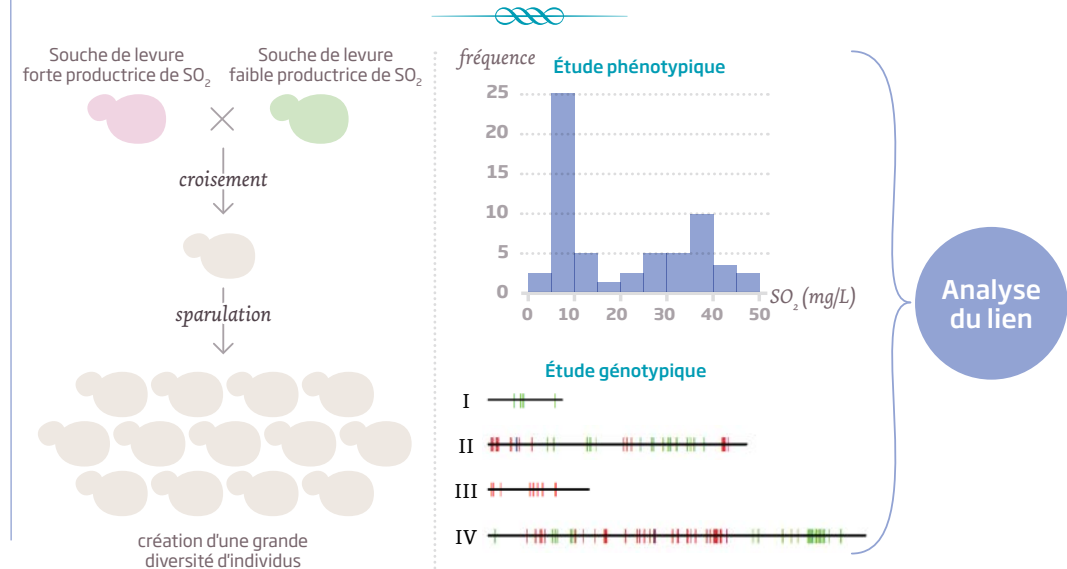 Souche de levure
forte productrice de SO₂
Souche de levure
faible productrice de SO₂
croisement
sparulation
création d'une grande
diversité d'individus
fréquence
Étude phénotypique
25
20
15
10
5
0
0 10 20 30 40 50
SO₂ (mg/L)
Étude génotypique
I
II
III
IV
Analyse
du lien